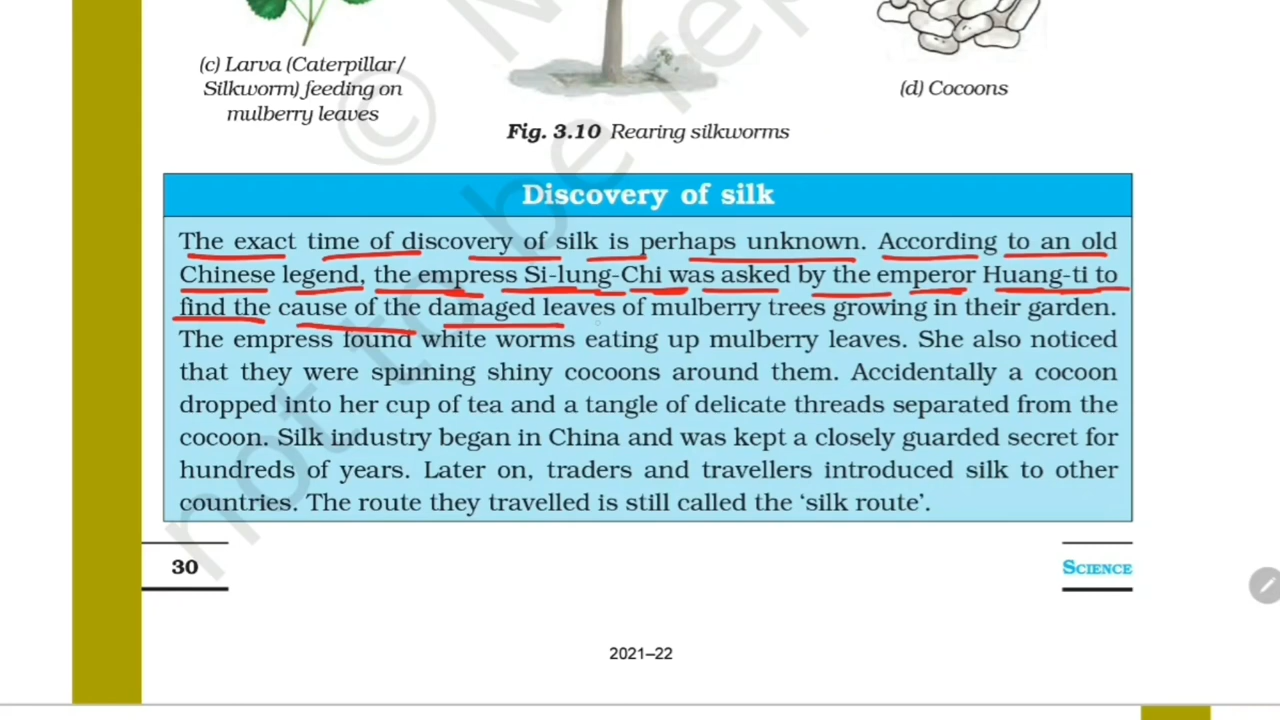 (c) Larva (Caterpillar/
Silkworm) feeding on
mulberry leaves
(d) Cocoons
Fig. 3.10 Rearing silkworms
Discovery of silk
The exact time of discovery of silk is perhaps unknown. According to an old
Chinese legend, the empress Si-lung-Chi was asked by the emperor Huang-ti to
find the cause of the damaged leaves of mulberry trees growing in their garden.
The empress found white worms eating up mulberry leaves. She also noticed
that they were spinning shiny cocoons around them. Accidentally a cocoon
dropped into her cup of tea and a tangle of delicate threads separated from the
cocoon. Silk industry began in China and was kept a closely guarded secret for
hundreds of years. Later on, traders and travellers introduced silk to other
countries. The route they travelled is still called the ‘silk route’.
30
SCIENCE
2021–22
©
not to be rep